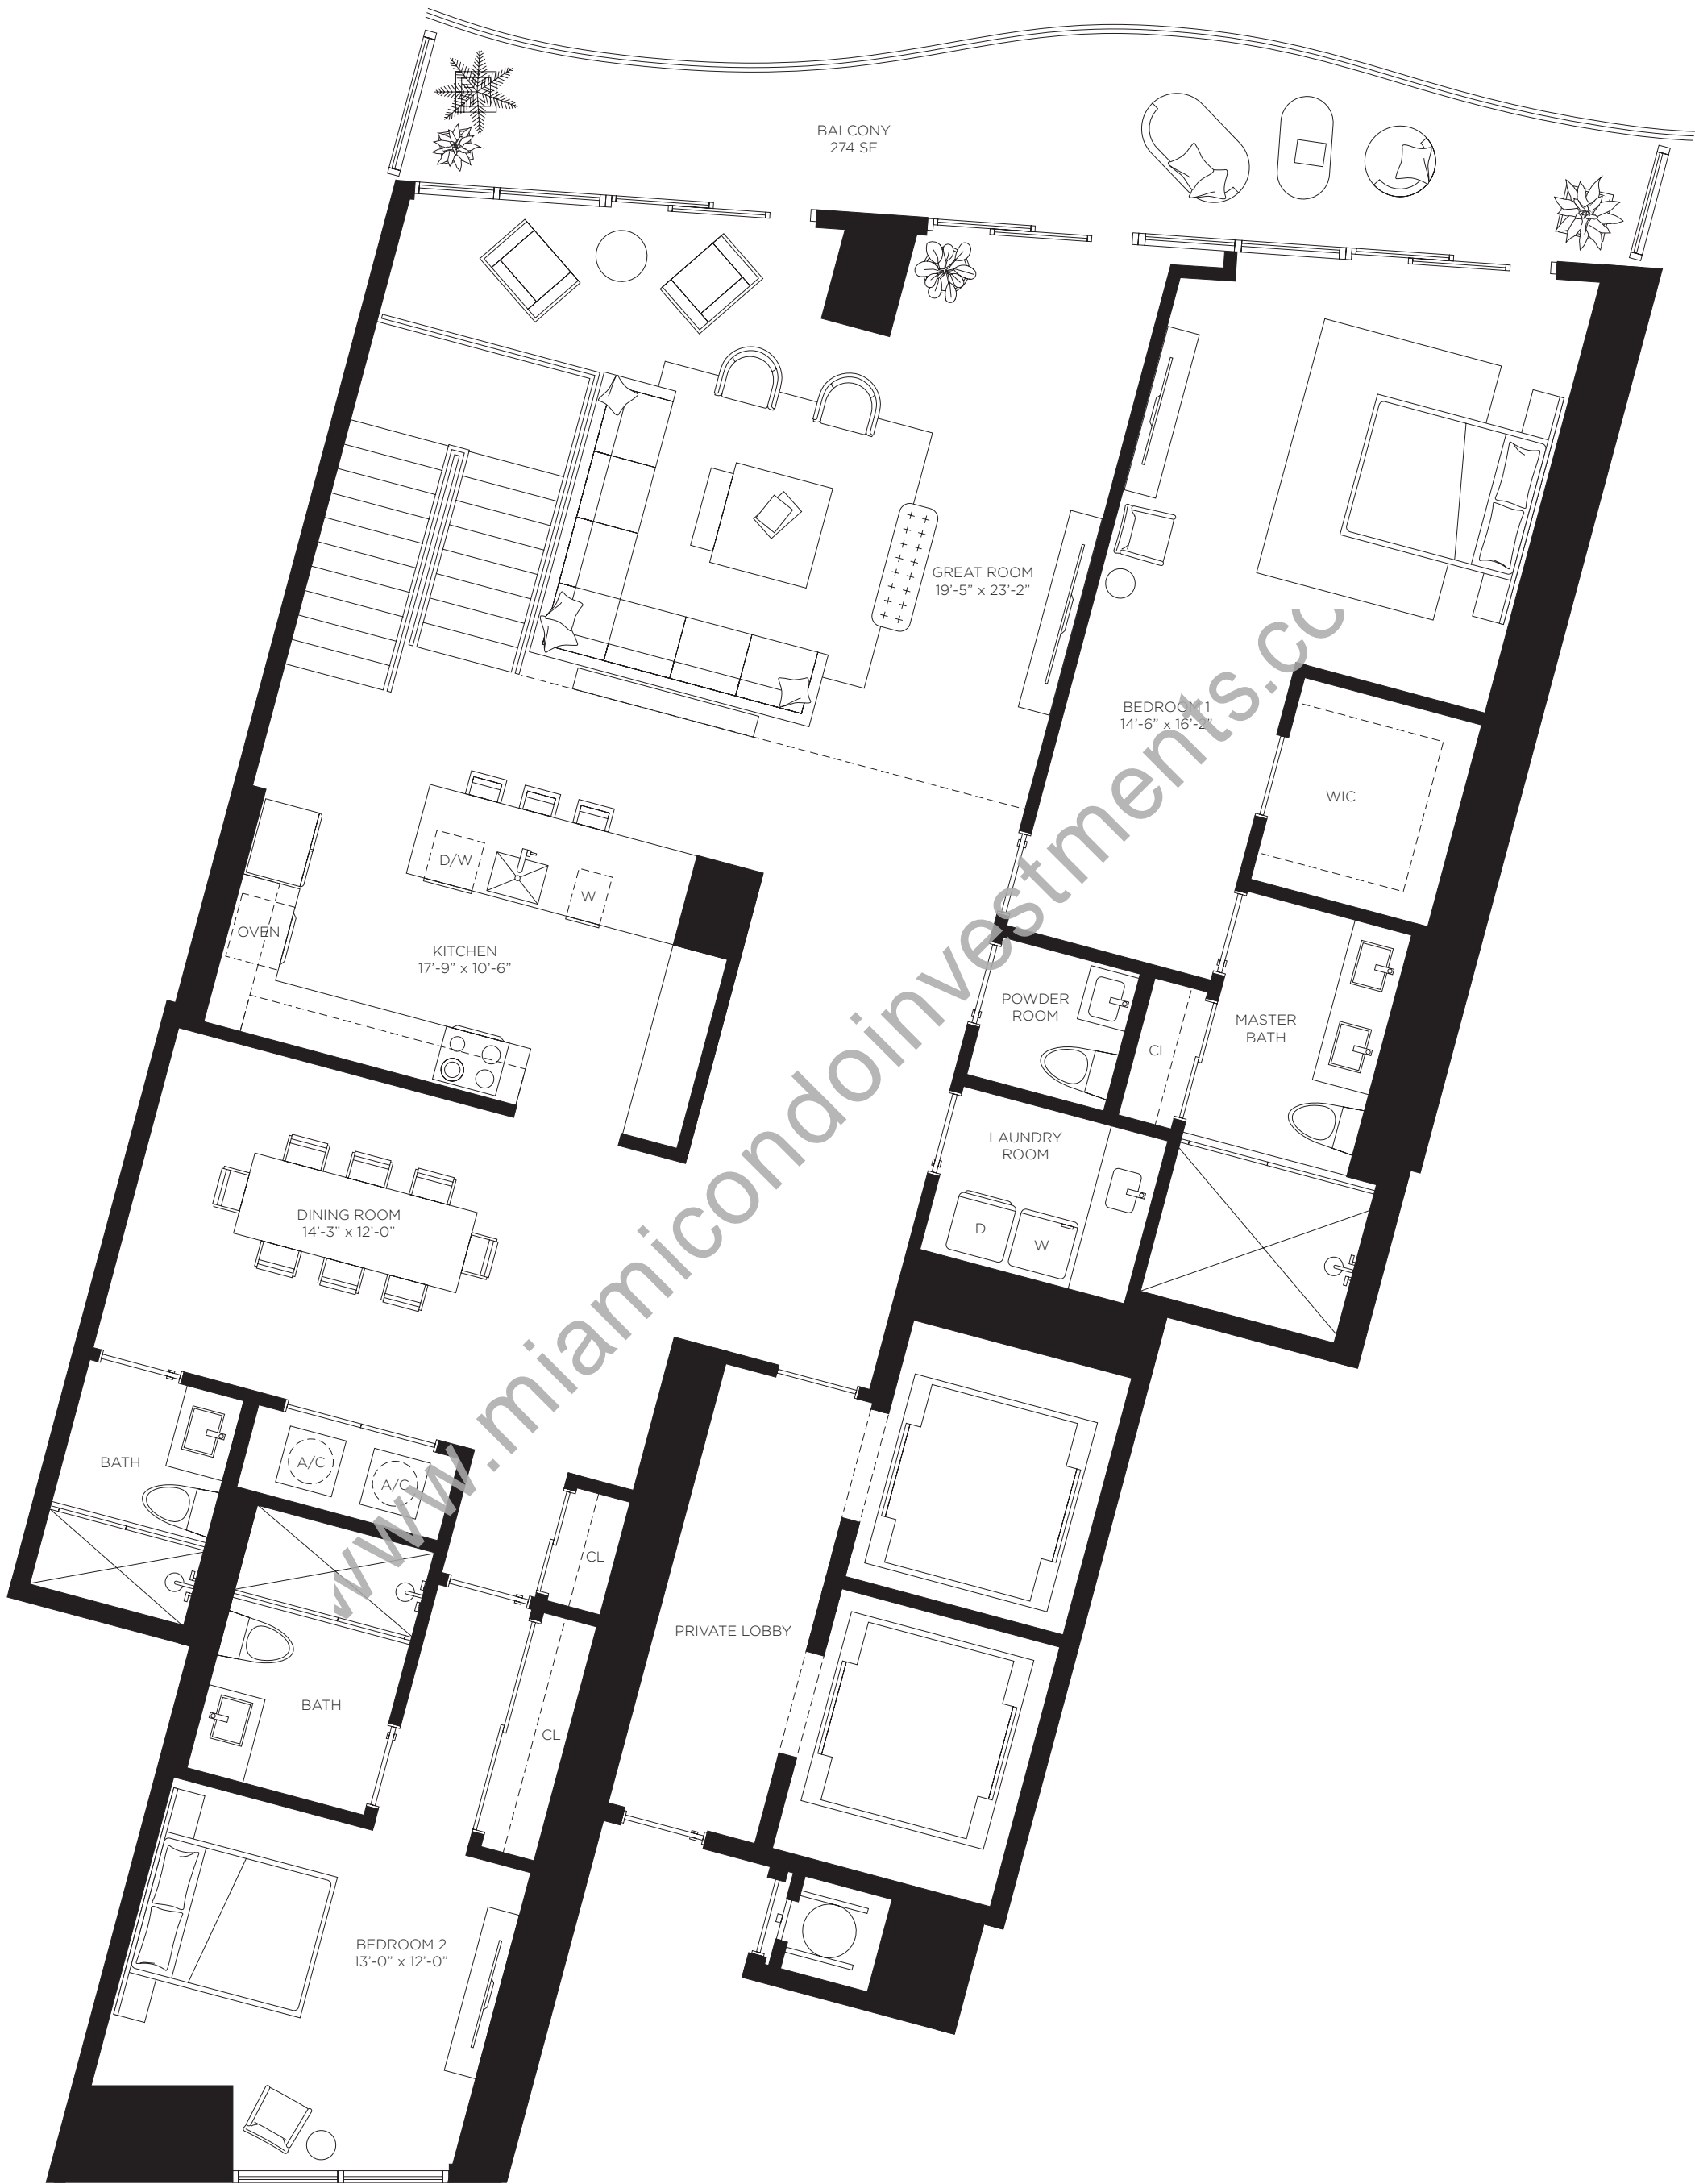 BALCONY
274 SF
GREAT ROOM
19'-5" x 23'-2"
BEDROOM 1
14'-6" x 16'-2"
WIC
D/W
W
OVEN
KITCHEN
17'-9" x 10'-6"
POWDER
ROOM
MASTER
BATH
CL
LAUNDRY
ROOM
D
W
DINING ROOM
14'-3" x 12'-0"
BATH
A/C
A/C
CL
PRIVATE LOBBY
BATH
CL
BEDROOM 2
13'-0" x 12'-0"
www.miamicondoinvestments.co